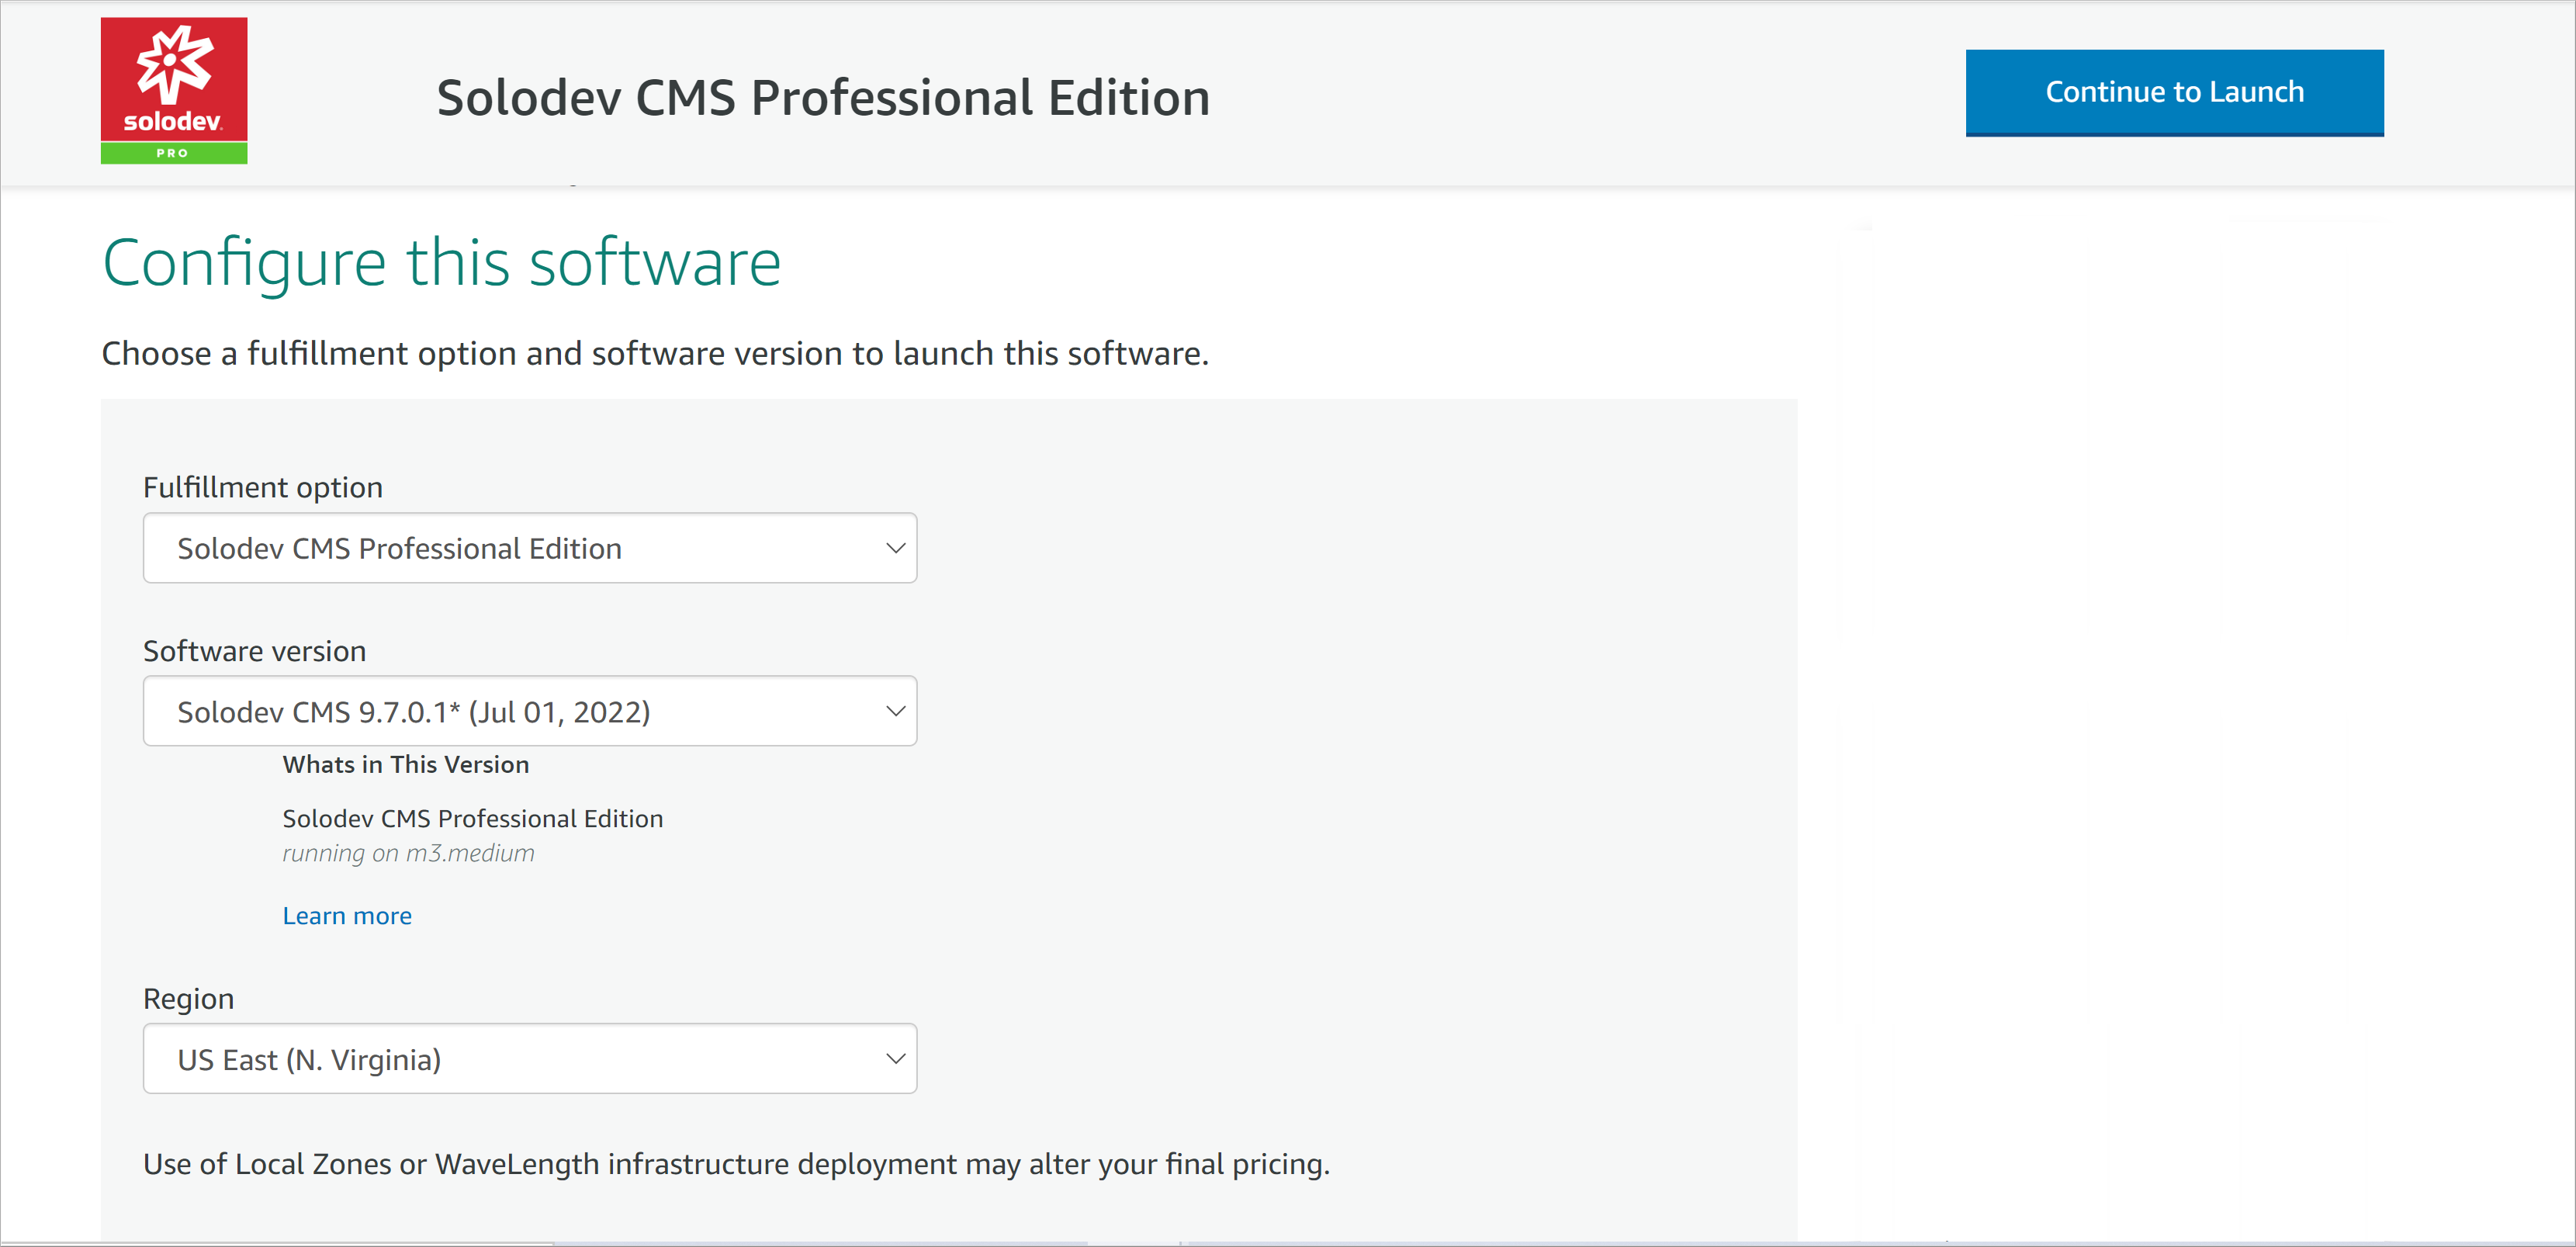 solodev
PRO
Solodev CMS Professional Edition
Continue to Launch
Configure this software
Choose a fulfillment option and software version to launch this software.
Fulfillment option
Solodev CMS Professional Edition
Software version
Solodev CMS 9.7.0.1* (Jul 01, 2022)
Whats in This Version
Solodev CMS Professional Edition
running on m3.medium
Learn more
Region
US East (N. Virginia)
Use of Local Zones or WaveLength infrastructure deployment may alter your final pricing.